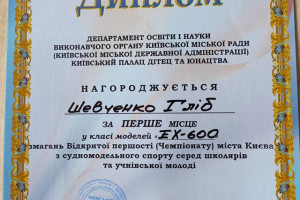 ДИПЛОМ
ДЕПАРТАМЕНТ ОСВІТИ І НАУКИ
ВИКОНАВЧОГО ОРГАНУ КИЇВСЬКОЇ МІСЬКОЇ РАДИ
(КИЇВСЬКОЇ МІСЬКОЇ ДЕРЖАВНОЇ АДМІНІСТРАЦІЇ)
КИЇВСЬКИЙ ПАЛАЦ ДІТЕЙ ТА ЮНАЦТВА
НАГОРОДЖУЄТЬСЯ
Шевченко Гліб
ЗА ПЕРШЕ МІСЦЕ
у класі моделей «EX-600
змагань Відкритої першості (Чемпіонату) міста Києва
з судномодельного спорту серед школярів
та учнівської молоді